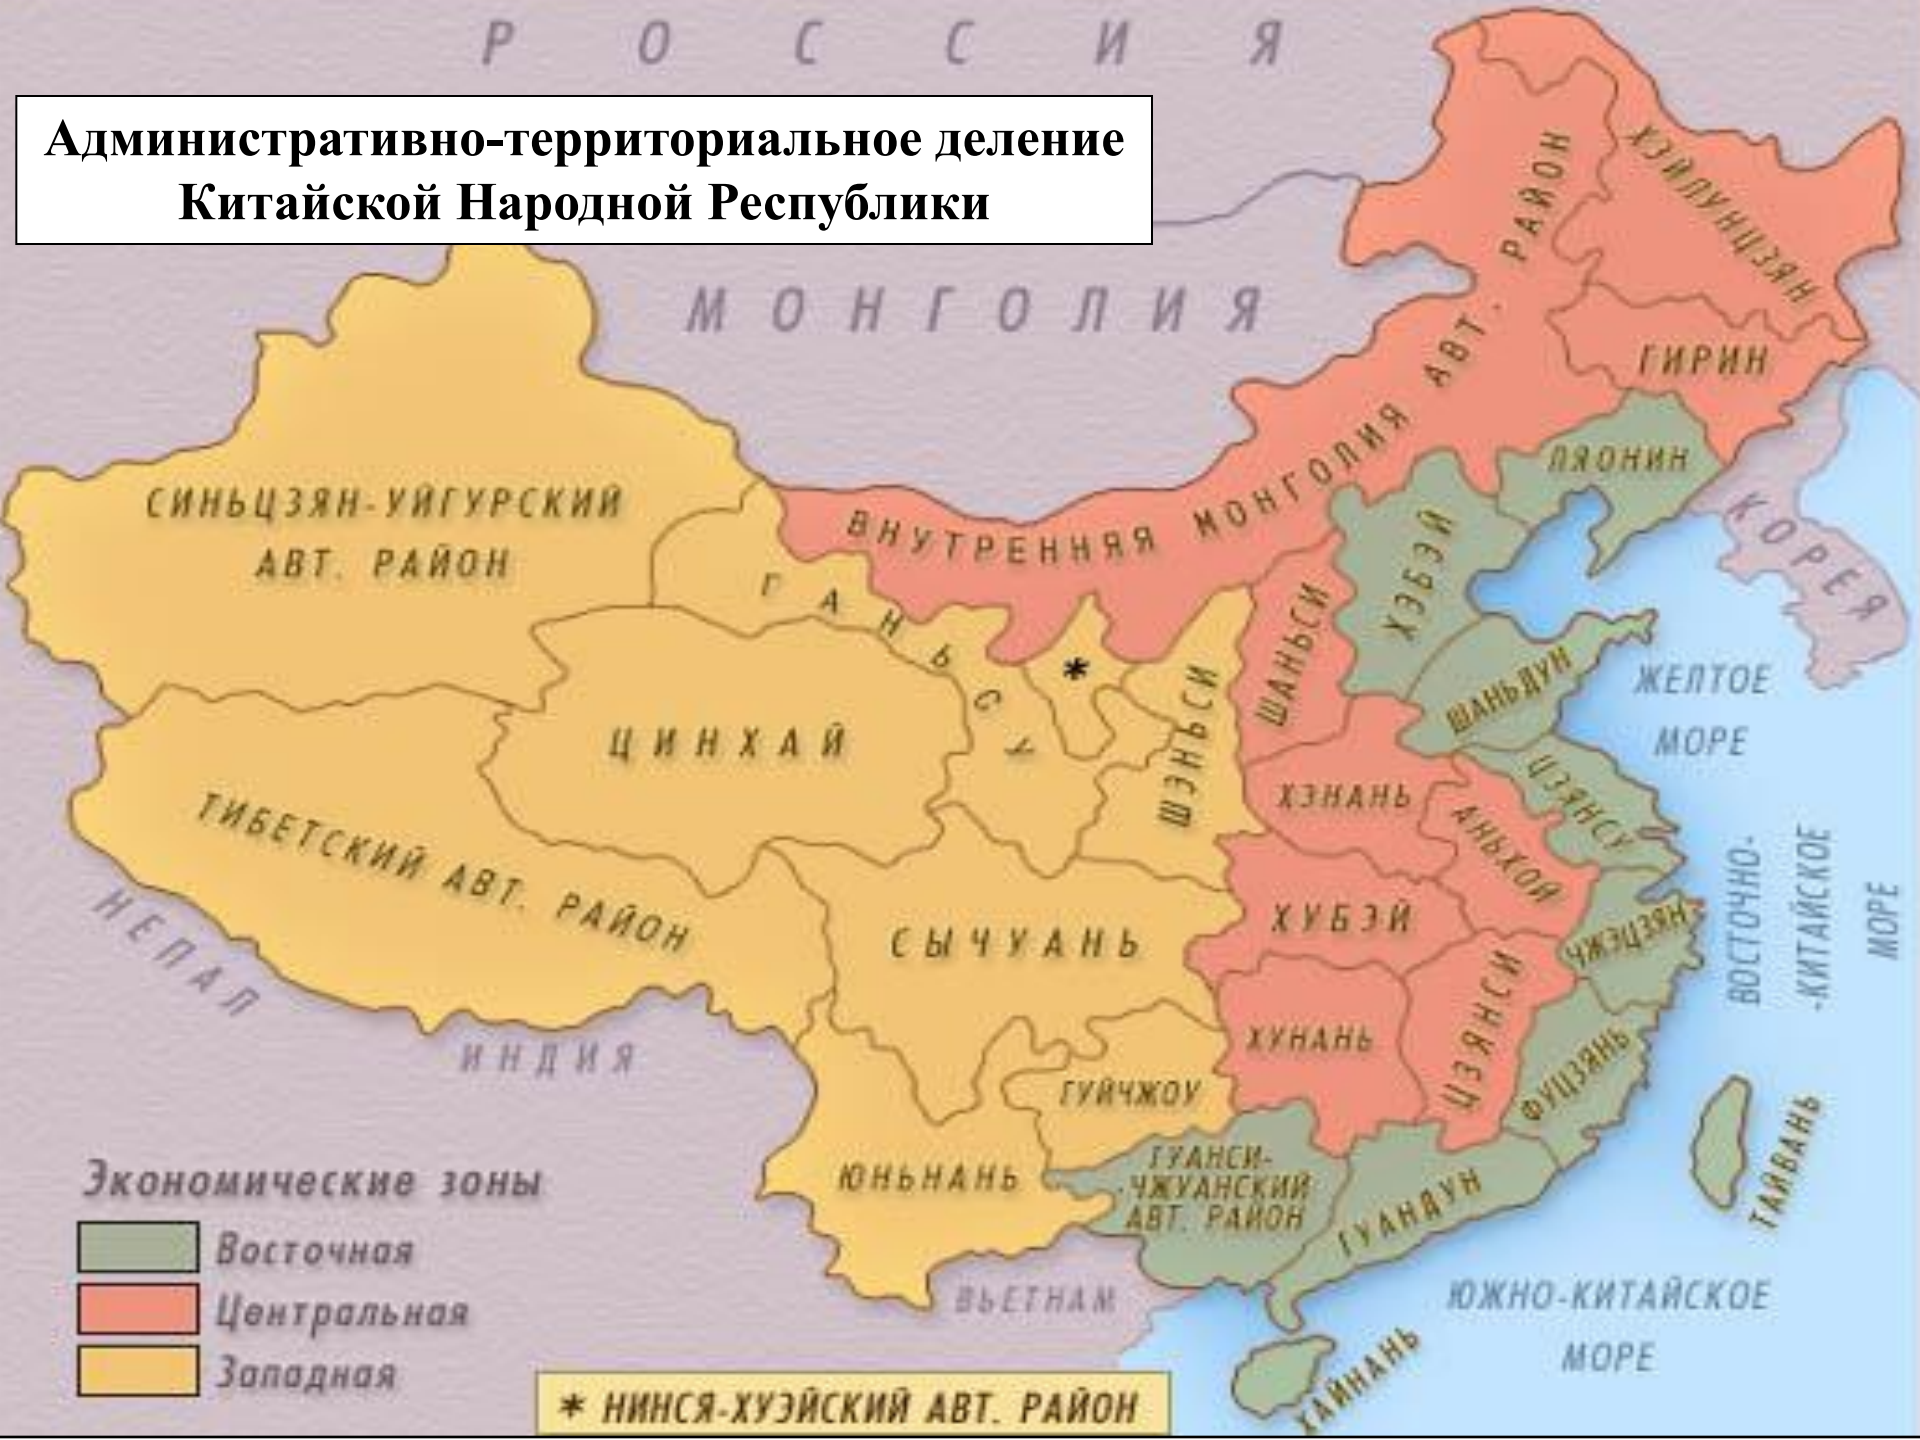 Р О С С И Я
Административно-территориальное деление
Китайской Народной Республики
М О Н Г О Л И Я
ХЭЙЛУНЦЗЯН
ВНУТРЕННЯЯ МОНГОЛИЯ АВТ. РАЙОН
ГИРИН
ЛЯОНИН
КОРЕЯ
СИНЬЦЗЯН-УЙГУРСКИЙ
АВТ. РАЙОН
Г А Н Ь С У
ХЭБЭЙ
ШАНЬСИ
*
ШЭНЬСИ
ШАНЬДУН
ЖЕЛТОЕ
МОРЕ
ЦИНХАЙ
ХЭНАНЬ
ЦЗЯНСУ
АНЬХОЙ
ТИБЕТСКИЙ АВТ. РАЙОН
НЕПАЛ
СЫЧУАНЬ
ХУБЭЙ
ЧЖЭЦЗЯН
ВОСТОЧНО-
-КИТАЙСКОЕ
МОРЕ
ИНДИЯ
ХУНАНЬ
ЦЗЯНСИ
ФУЦЗЯНЬ
ГУЙЧЖОУ
ЮНЬНАНЬ
ГУАНСИ-
-ЧЖУАНСКИЙ
АВТ. РАЙОН
ГУАНДУН
ТАЙВАНЬ
ВЬЕТНАМ
ЮЖНО-КИТАЙСКОЕ
МОРЕ
ХАЙНАНЬ
Экономические зоны
Восточная
Центральная
Западная
* НИНСЯ-ХУЭЙСКИЙ АВТ. РАЙОН